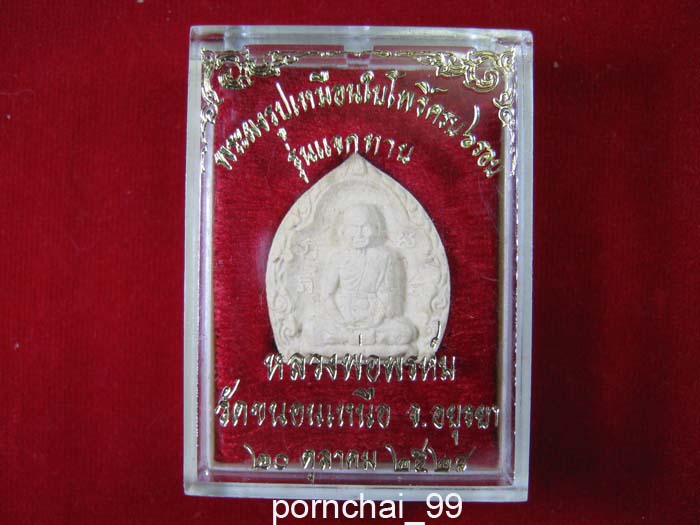 พระผงรูปเหมือนใบโพธิ์ครบ ๖ รอบ
รุ่นแจกทาน
หลวงพ่อพรหม
วัดขนอนเหนือ จ.อยุธยา
๒๐ ตุลาคม ๒๕๒๘
pornchai_99